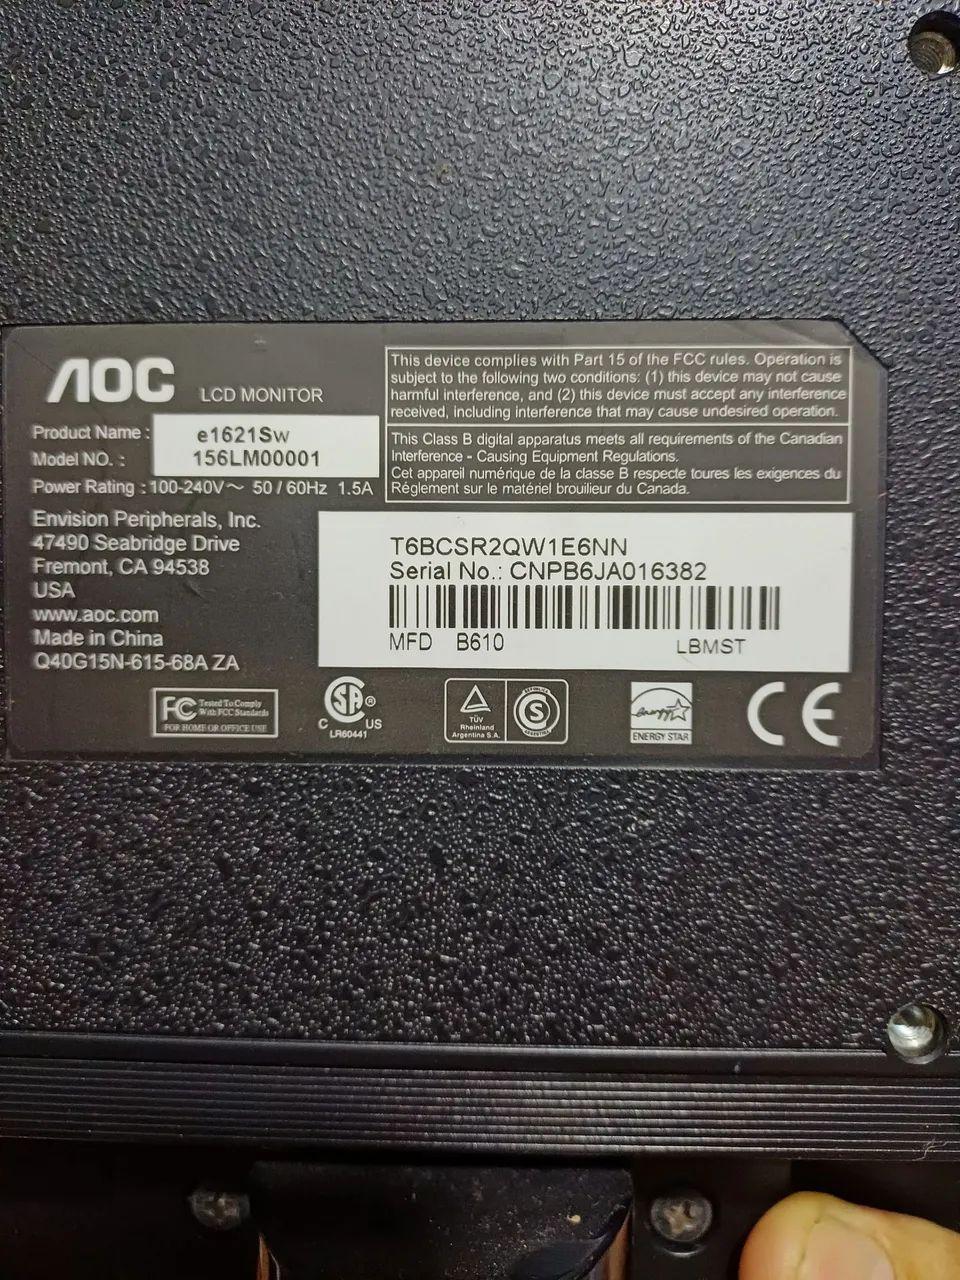 AOC LCD MONITOR
Product Name : e1621Sw
Model NO. : 156LM00001
Power Rating : 100-240V～ 50/60Hz 1.5A
Envision Peripherals, Inc.
47490 Seabridge Drive
Fremont, CA 94538
USA
www.aoc.com
Made in China
Q40G15N-615-68A ZA
This device complies with Part 15 of the FCC rules. Operation is
subject to the following two conditions: (1) this device may not cause
harmful interference, and (2) this device must accept any interference
received, including interference that may cause undesired operation.
This Class B digital apparatus meets all requirements of the Canadian
Interference - Causing Equipment Regulations.
Cet appareil numérique de la classe B respecte toures les exigences du
Réglement sur le matériel brouilieur du Canada.
T6BCSR2QW1E6NN
Serial No.: CNPB6JA016382
MFD B610 LBMST
FC Tested To Comply
With FCC Standards
FOR HOME OR OFFICE USE
SA ®
C US
LR60441
TÜV
Rheinland
Argentina S.A.
REPUBLICA
S
ARGENTINA
energy
ENERGY STAR
CE